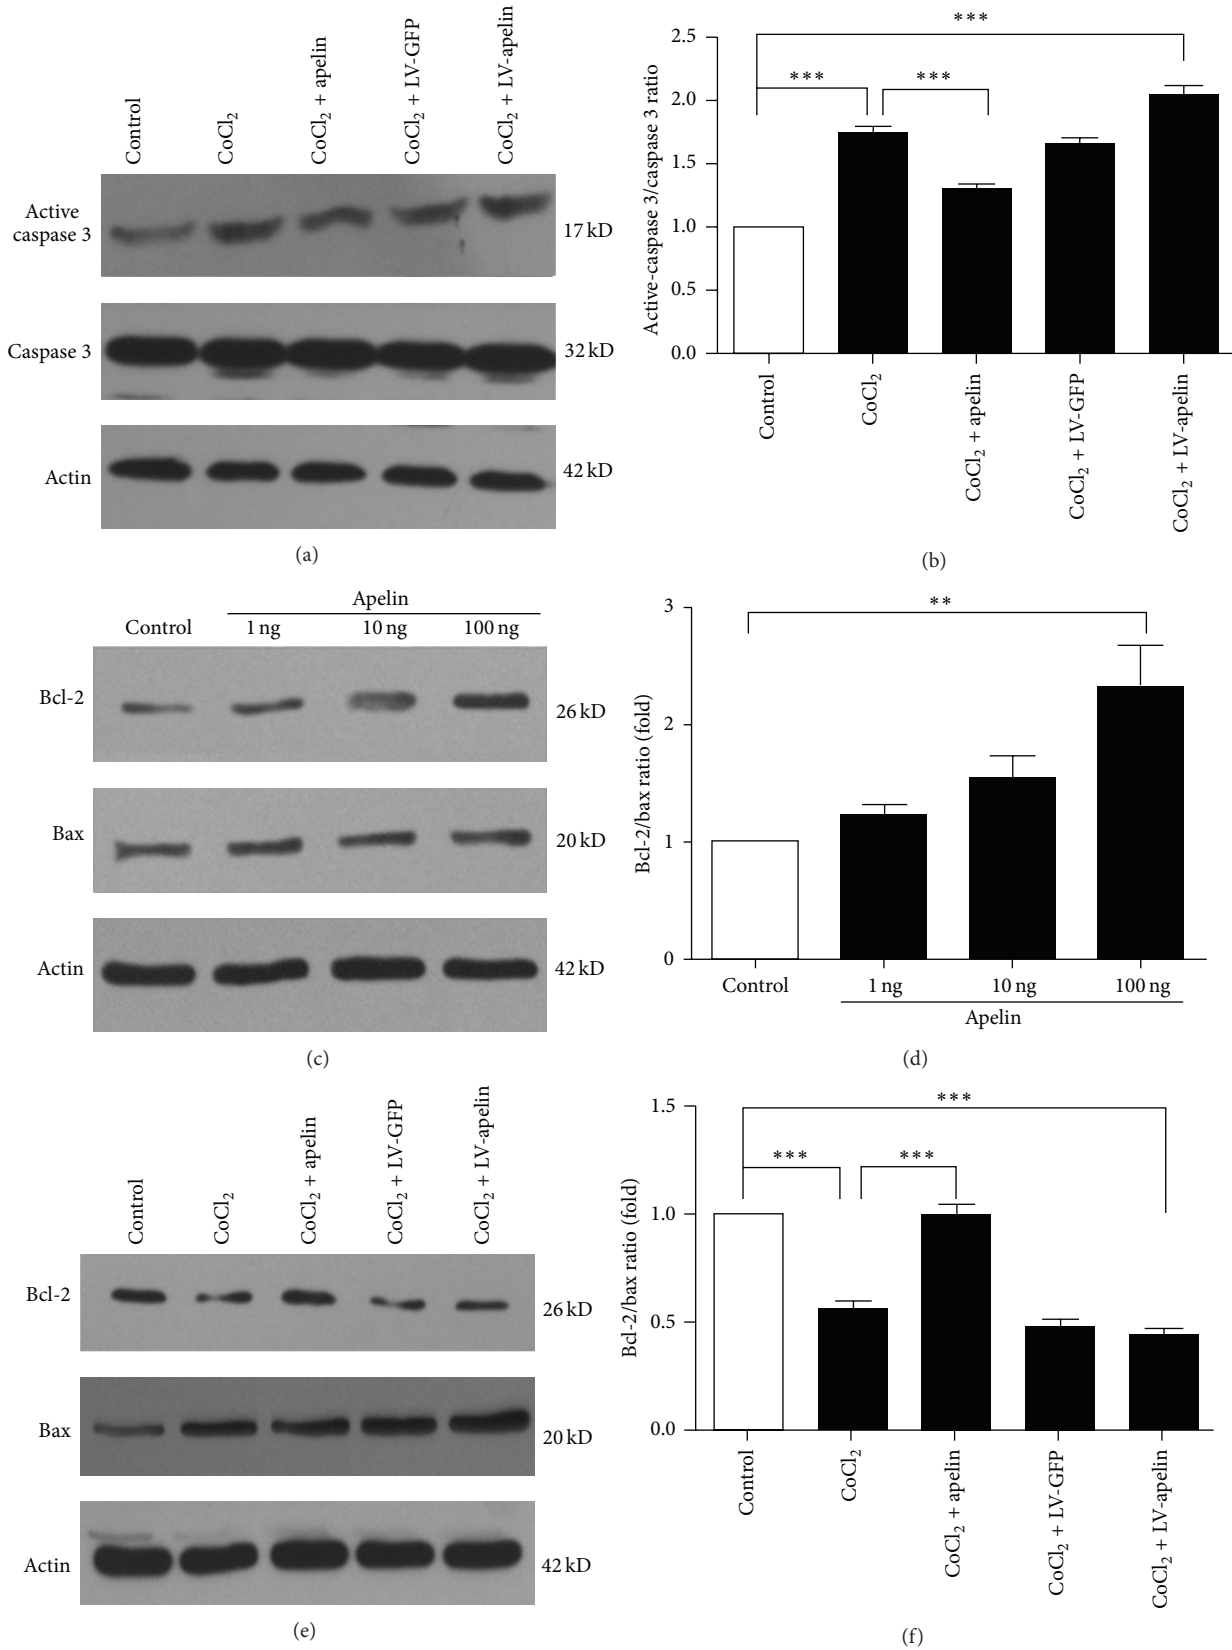 Control
CoCl₂
CoCl₂ + apelin
CoCl₂ + LV-GFP
CoCl₂ + LV-apelin
Active
caspase 3
17 kD
Caspase 3
32 kD
Actin
42 kD
(a)
Active-caspase 3/caspase 3 ratio
2.5
2.0
1.5
1.0
0.5
0.0
***
***
***
Control
CoCl₂
CoCl₂ + apelin
CoCl₂ + LV-GFP
CoCl₂ + LV-apelin
(b)
Apelin
Control 1 ng 10 ng 100 ng
Bcl-2
26 kD
Bax
20 kD
Actin
42 kD
(c)
Bcl-2/bax ratio (fold)
3
2
1
0
**
Control 1 ng 10 ng 100 ng
Apelin
(d)
Control
CoCl₂
CoCl₂ + apelin
CoCl₂ + LV-GFP
CoCl₂ + LV-apelin
Bcl-2
26 kD
Bax
20 kD
Actin
42 kD
(e)
Bcl-2/bax ratio (fold)
1.5
1.0
0.5
0.0
***
***
***
Control
CoCl₂
CoCl₂ + apelin
CoCl₂ + LV-GFP
CoCl₂ + LV-apelin
(f)